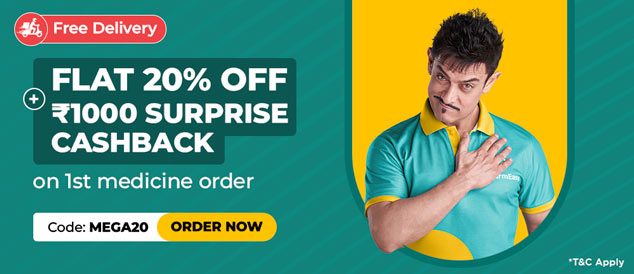 Free Delivery
FLAT 20% OFF
₹1000 SURPRISE
CASHBACK
on 1st medicine order
Code: MEGA20 ORDER NOW
*T&C Apply